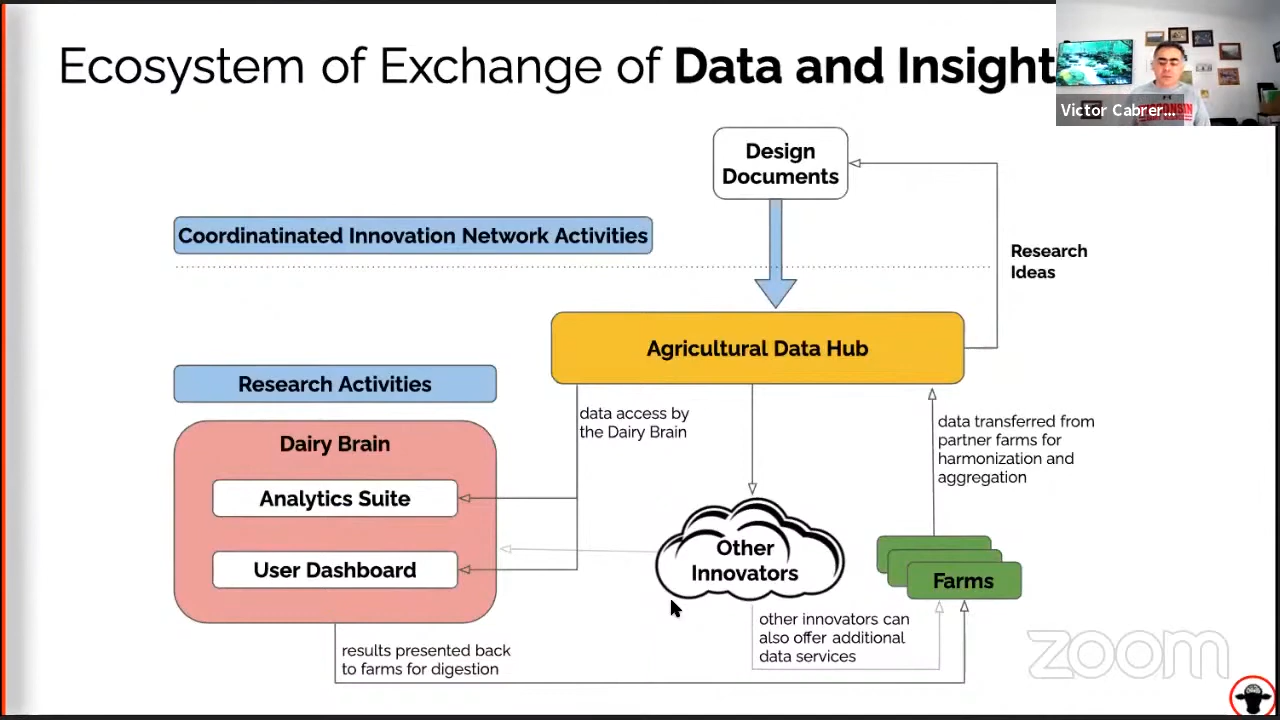 Ecosystem of Exchange of Data and Insight
Victor Cabrer...
WISCONSIN
Design
Documents
Coordinatinated Innovation Network Activities
Research
Ideas
Agricultural Data Hub
Research Activities
data access by
the Dairy Brain
data transferred from
partner farms for
harmonization and
aggregation
Dairy Brain
Analytics Suite
User Dashboard
Other
Innovators
Farms
other innovators can
also offer additional
data services
results presented back
to farms for digestion
zoom